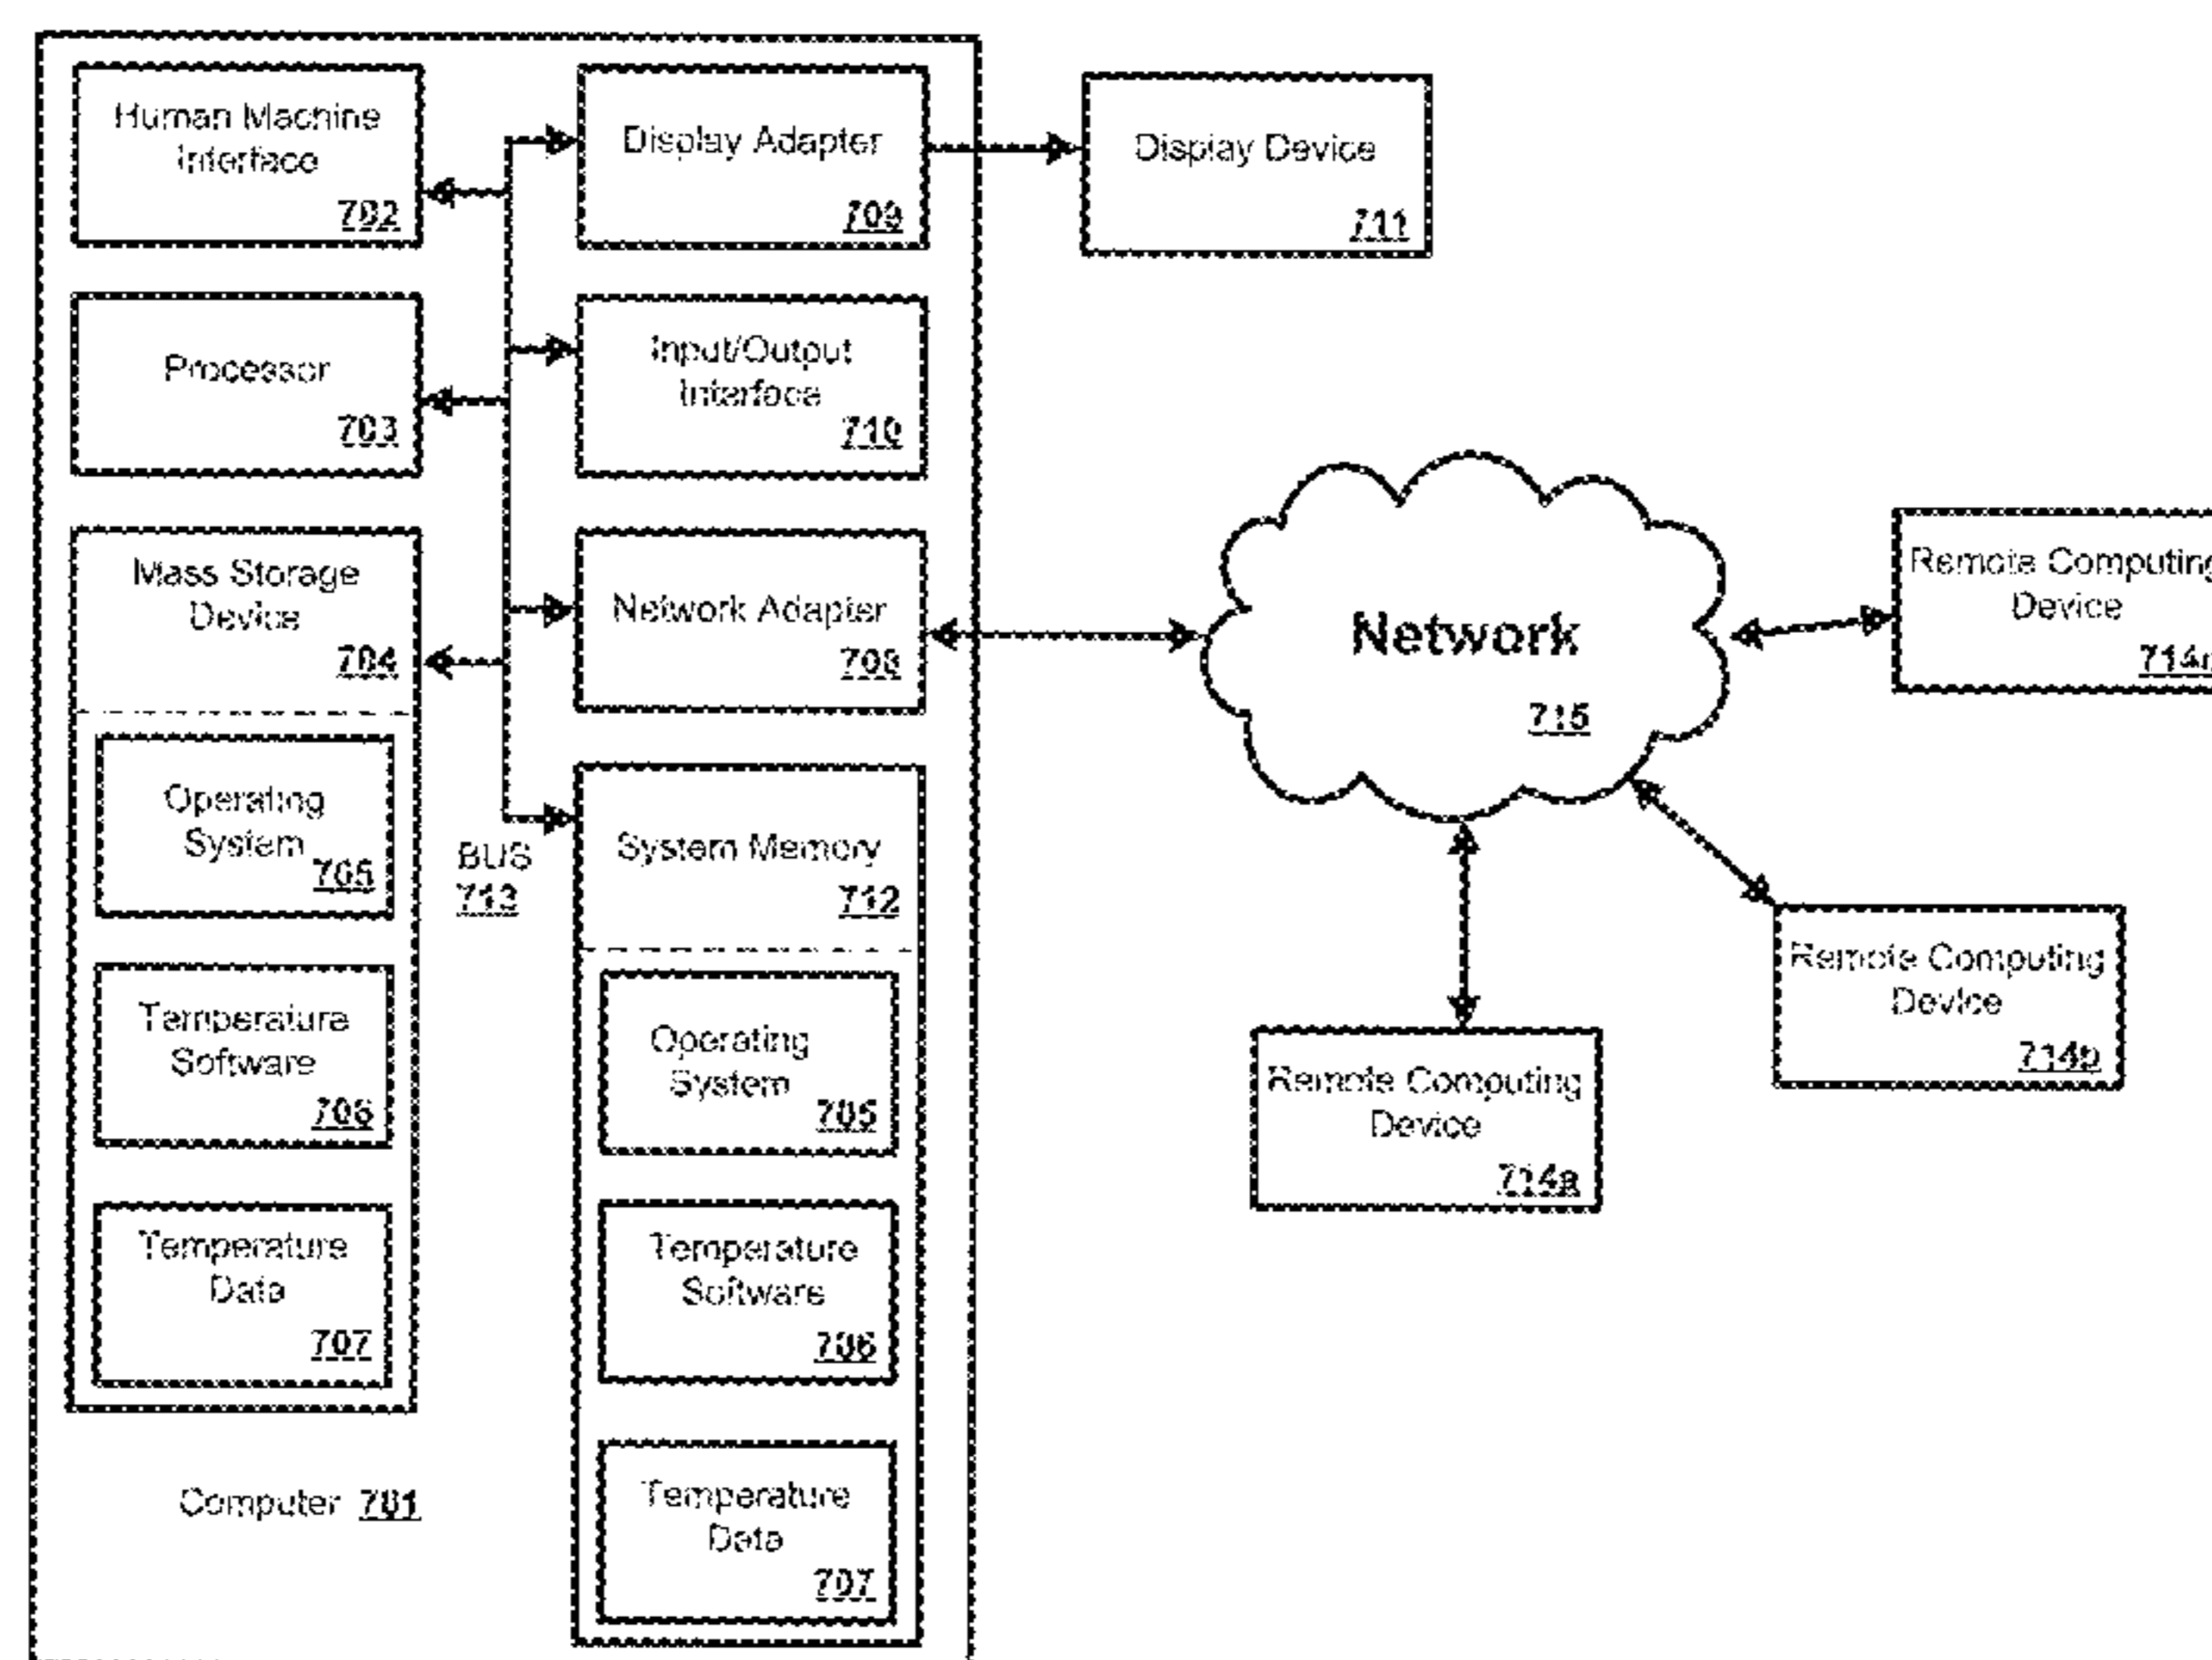 Human Machine
Interface
702
Display Adapter
709
Display Device
711
Processor
703
Input/Output
Interface
710
Mass Storage
Device
704
Network Adapter
708
Network
715
Remote Computing
Device
Operating
System
705
BUS
713
System Memory
712
Remote Computing
Device
714b
Temperature
Software
706
Operating
System
705
Remote Computing
Device
714a
Temperature
Data
707
Temperature
Software
706
Computer 701
Temperature
Data
707